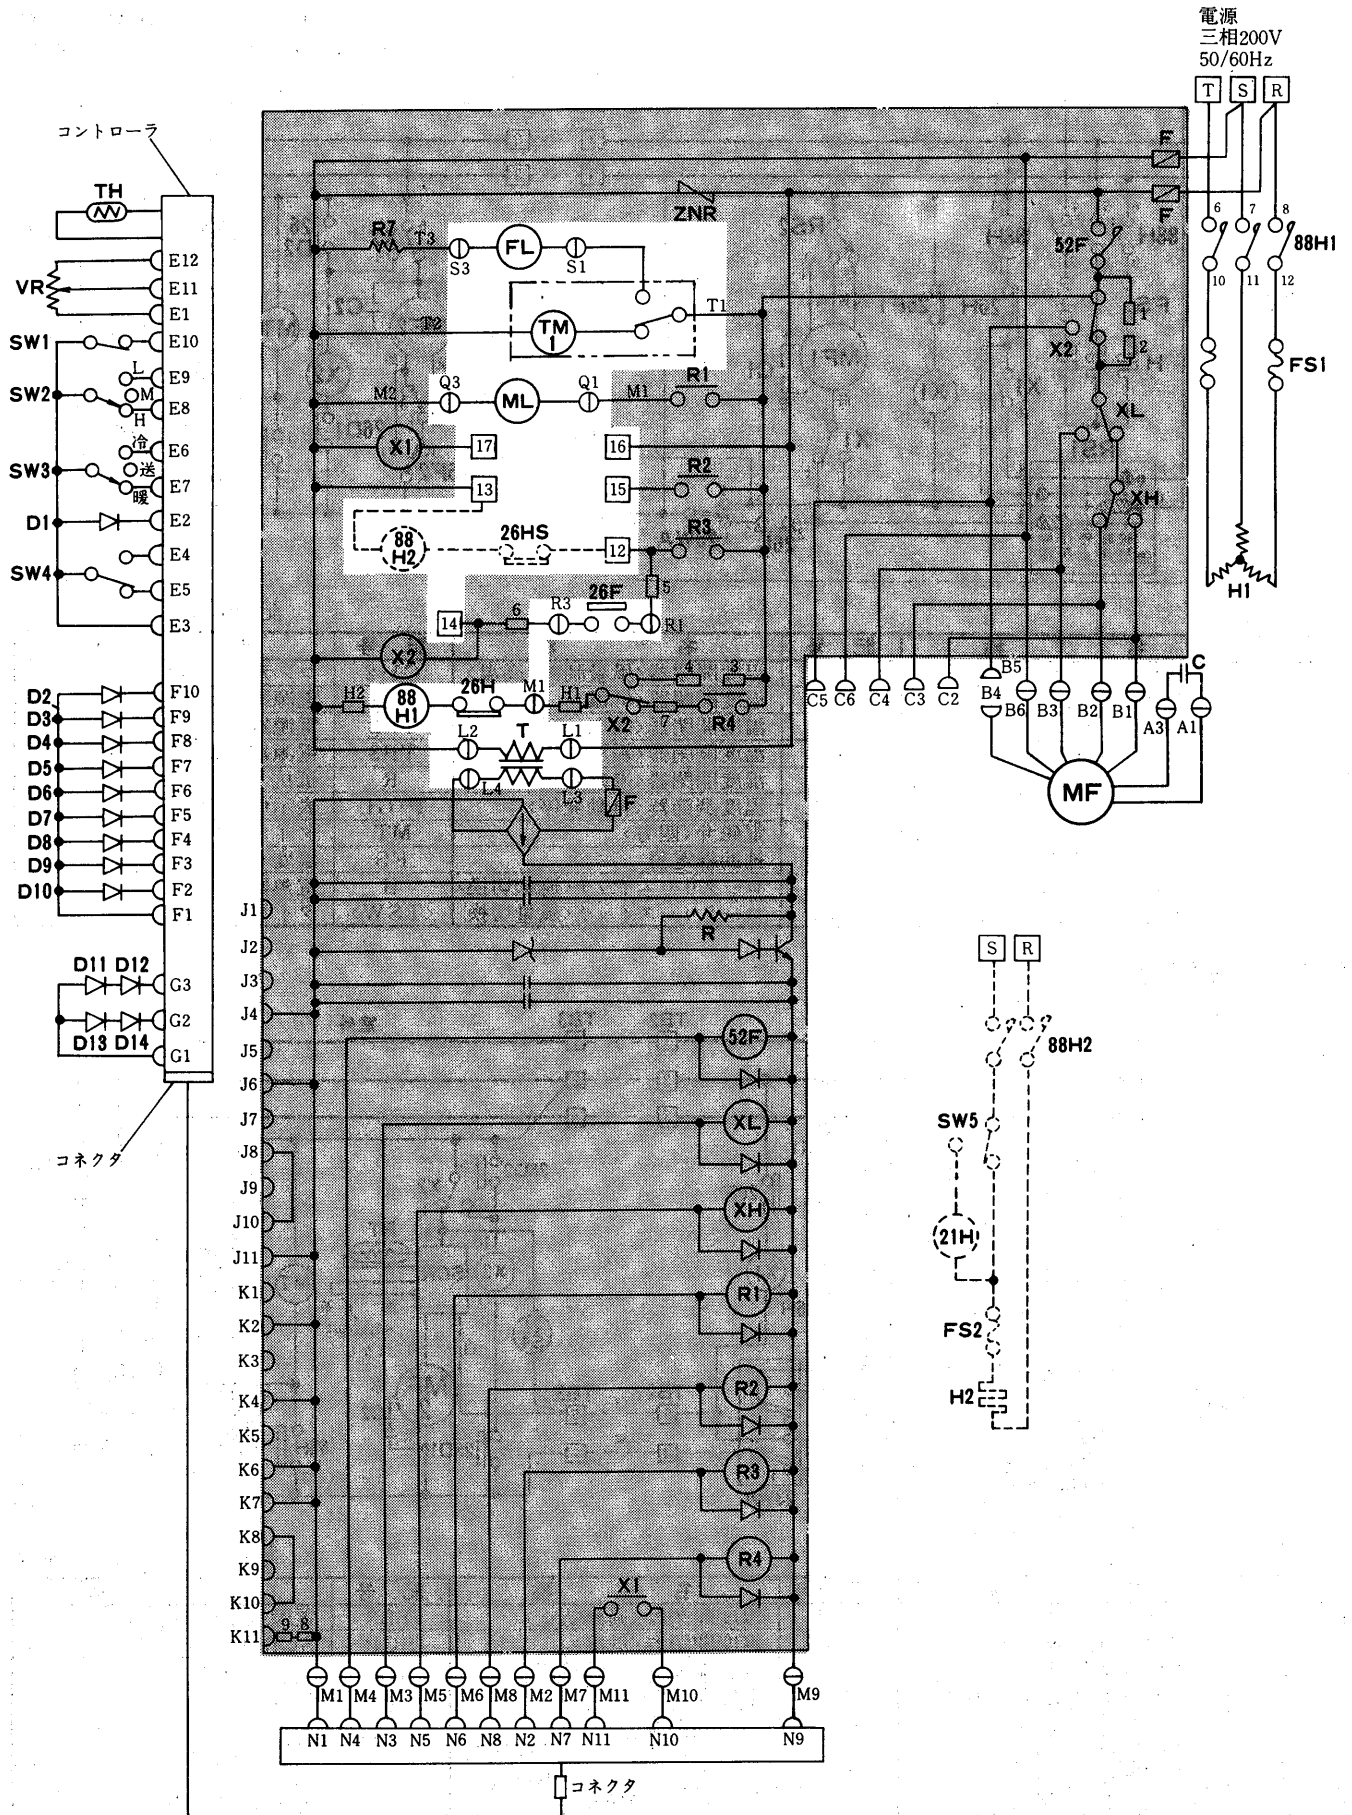 電源
三相200V
50/60Hz
T S R
コントローラ
F
F
TH
ZNR
6 7 8
R7 T3 FL
S3 S1
52F
88H1
E12
VR E11
E1
10 11 12
T1
T2 TM
1
1
X2
2
SW1 E10
FS1
L E9
SW2 M
H E8
M2 Q3 ML Q1 M1 R1
XL
冷 E6
X1 17 16
SW3 送
E7
暖
13 15 R2
XH
D1 E2
88
H2
26HS
12 R3
E4
SW4
E5
5
26F
H1
E3
14 6 R3 R1
X2
C5 C6 C4 C3 C2
B5
B4
B6 B3 B2 B1
C
A3 A1
4 3
D2 F10
H2 88
H1
26H M1 H1 X2 7 R4
D3 F9
D4 F8
L2 T L1
D5 F7
L4 L3 F
MF
D6 F6
D7 F5
D8 F4
D9 F3
D10 F2
F1
J1
R
J2
S R
D11 D12 G3
J3
J4
G2
D13 D14
52F
88H2
G1
J5
J6
J7
XL
SW5
コネクタ
J8
J9
J10
XH
21H
J11
K1
R1
K2
FS2
K3
R2
H2
K4
K5
K6
R3
K7
K8
K9
R4
K10
X1
K11 9 8
M1 M4 M3 M5 M6 M8 M2 M7 M11 M10 M9
N1 N4 N3 N5 N6 N8 N2 N7 N11 N10 N9
コネクタ